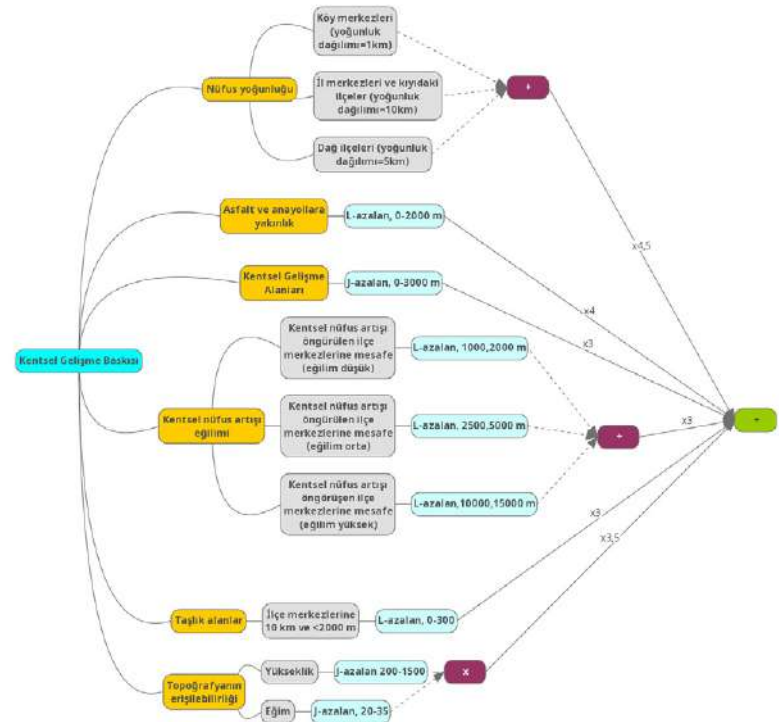 Köy merkezleri
(yoğunluk
dağılımı=1km)
Nüfus yoğunluğu
İl merkezleri ve kıyıdaki
ilçeler (yoğunluk
dağılımı=10km)
+
Dağ ilçeleri (yoğunluk
dağılımı=5km)
x4,5
Asfalt ve anayollara
yakınlık
L-azalan, 0-2000 m
x4
Kentsel Gelişme
Alanları
J-azalan, 0-3000 m
x3
Kentsel Gelişme Baskısı
Kentsel nüfus artışı
eğilimi
Kentsel nüfus artışı
öngörülen ilçe
merkezlerine mesafe
(eğilim düşük)
L-azalan, 1000,2000 m
Kentsel nüfus artışı
öngörülen ilçe
merkezlerine mesafe
(eğilim orta)
L-azalan, 2500,5000 m
+
x3
+
Kentsel nüfus artışı
öngörüşen ilçe
merkezlerine mesafe
(eğilim yüksek)
L-azalan,10000,15000 m
x3
x3,5
Taşlık alanlar
İlçe merkezlerine
10 km ve <2000 m
L-azalan, 0-300
Topoğrafyanın
erişilebilirliği
Yükseklik
J-azalan 200-1500
x
Eğim
J-azalan, 20-35